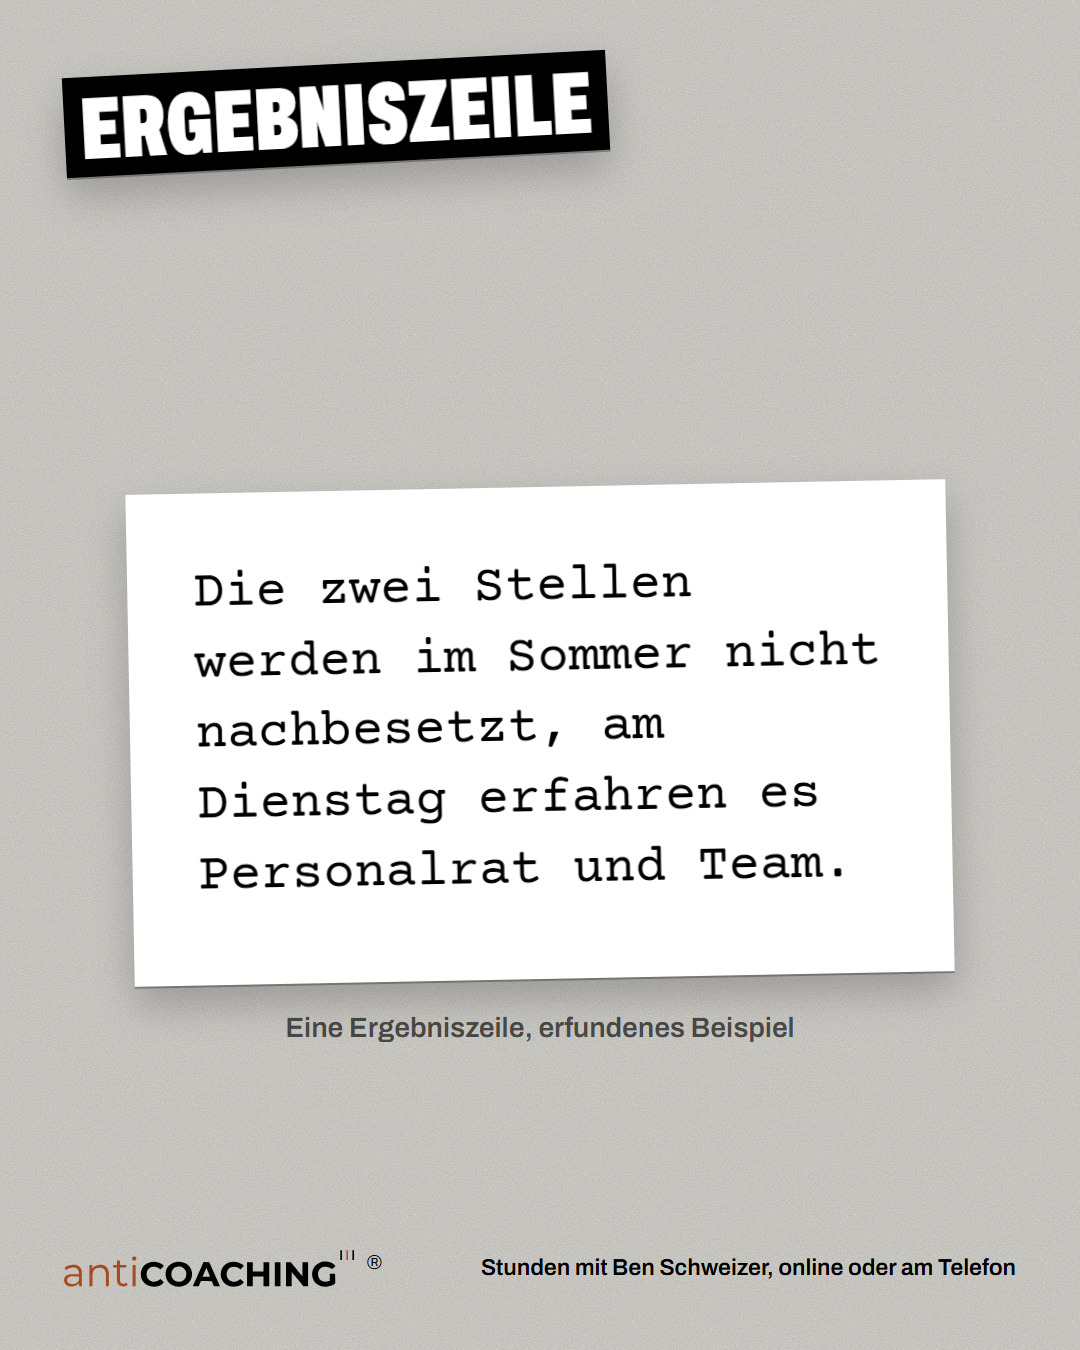 ERGEBNISZEILE
Die zwei Stellen
werden im Sommer nicht
nachbesetzt, am
Dienstag erfahren es
Personalrat und Team.
Eine Ergebniszeile, erfundenes Beispiel
antiCOACHING ®
Stunden mit Ben Schweizer, online oder am Telefon